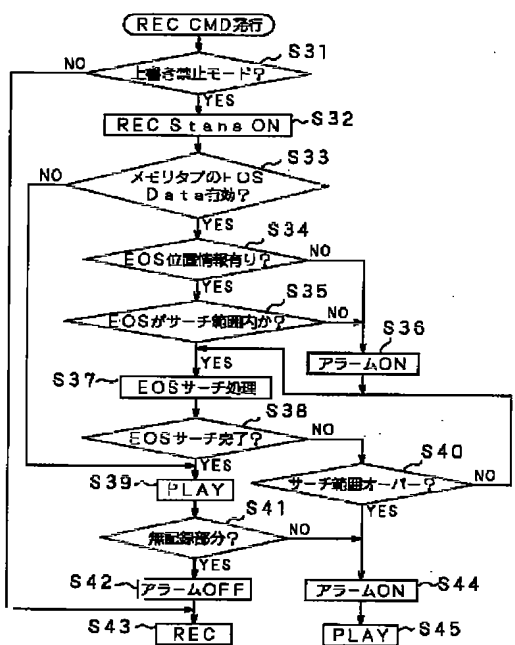 REC CMD発行
S31
NO
上書き禁止モード?
YES
REC Stans ON
S32
S33
NO
メモリタブのEOS
Data有効?
YES
S34
EOS位置情報有り?
NO
YES
S35
EOSがサーチ範囲内か?
NO
S36
アラームON
YES
S37
EOSサーチ処理
S38
EOSサーチ完了?
NO
S40
YES
S39
PLAY
サーチ範囲オーバー?
NO
S41
YES
無記録部分?
NO
YES
S42
アラームOFF
アラームON
S44
S43
REC
PLAY
S45